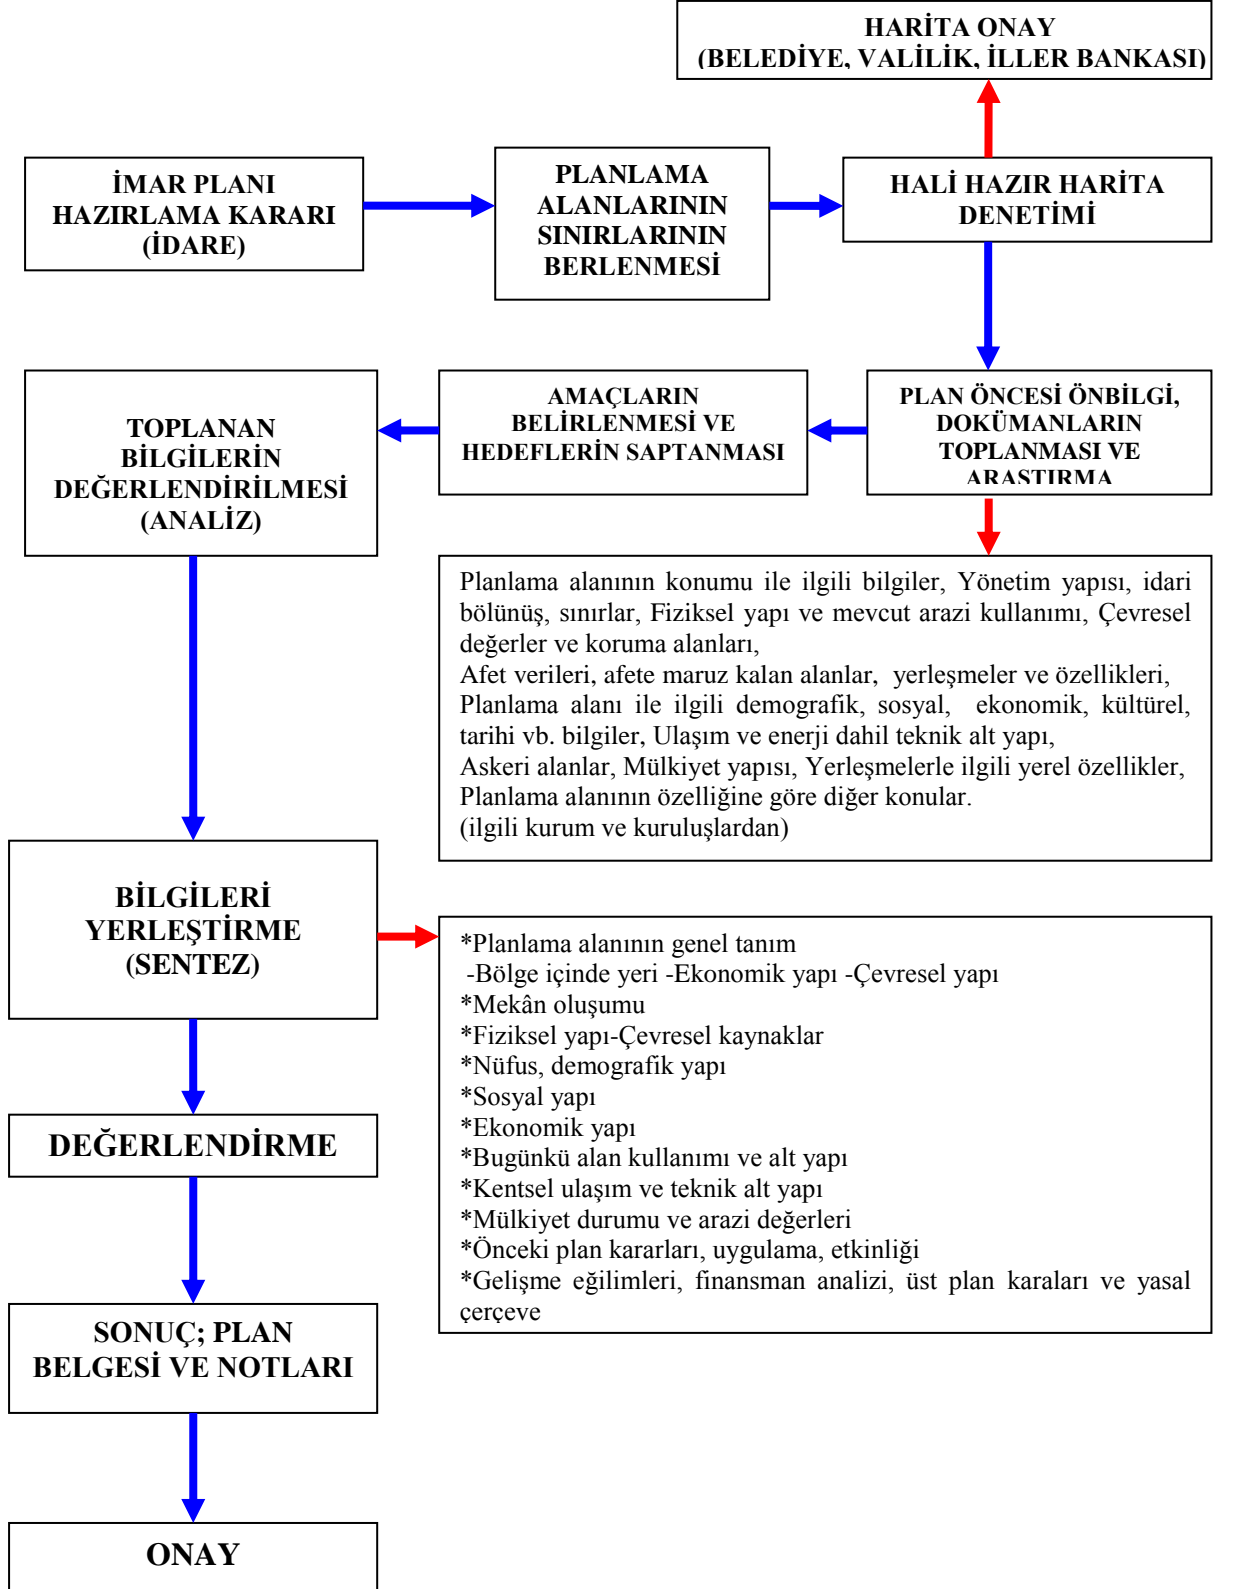 HARİTA ONAY
(BELEDİYE, VALİLİK, İLLER BANKASI)
İMAR PLANI
HAZIRLAMA KARARI
(İDARE)
PLANLAMA
ALANLARININ
SINIRLARININ
BERLENMESİ
HALİ HAZIR HARİTA
DENETİMİ
PLAN ÖNCESİ ÖNBİLGİ,
DOKÜMANLARIN
TOPLANMASI VE
ARAŞTIRMA
AMAÇLARIN
BELİRLENMESİ VE
HEDEFLERİN SAPTANMASI
TOPLANAN
BİLGİLERİN
DEĞERLENDİRİLMESİ
(ANALİZ)
Planlama alanının konumu ile ilgili bilgiler, Yönetim yapısı, idari
bölünüş, sınırlar, Fiziksel yapı ve mevcut arazi kullanımı, Çevresel
değerler ve koruma alanları,
Afet verileri, afete maruz kalan alanlar, yerleşmeler ve özellikleri,
Planlama alanı ile ilgili demografik, sosyal, ekonomik, kültürel,
tarihi vb. bilgiler, Ulaşım ve enerji dahil teknik alt yapı,
Askeri alanlar, Mülkiyet yapısı, Yerleşmelerle ilgili yerel özellikler,
Planlama alanının özelliğine göre diğer konular.
(ilgili kurum ve kuruluşlardan)
BİLGİLERİ
YERLEŞTİRME
(SENTEZ)
*Planlama alanının genel tanım
-Bölge içinde yeri -Ekonomik yapı -Çevresel yapı
*Mekân oluşumu
*Fiziksel yapı-Çevresel kaynaklar
*Nüfus, demografik yapı
*Sosyal yapı
*Ekonomik yapı
*Bugünkü alan kullanımı ve alt yapı
*Kentsel ulaşım ve teknik alt yapı
*Mülkiyet durumu ve arazi değerleri
*Önceki plan kararları, uygulama, etkinliği
*Gelişme eğilimleri, finansman analizi, üst plan karaları ve yasal
çerçeve
DEĞERLENDİRME
SONUÇ; PLAN
BELGESİ VE NOTLARI
ONAY